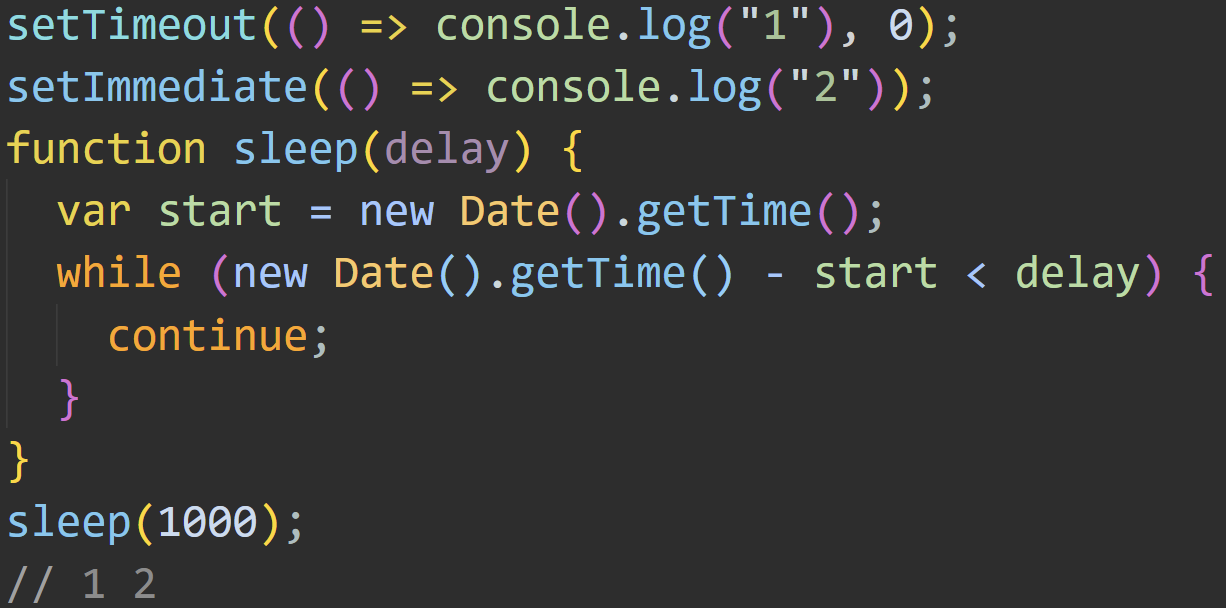 setTimeout(() => console.log("1"), 0);
setImmediate(() => console.log("2"));
function sleep(delay) {
  var start = new Date().getTime();
  while (new Date().getTime() - start < delay) {
    continue;
  }
}
sleep(1000);
// 1 2